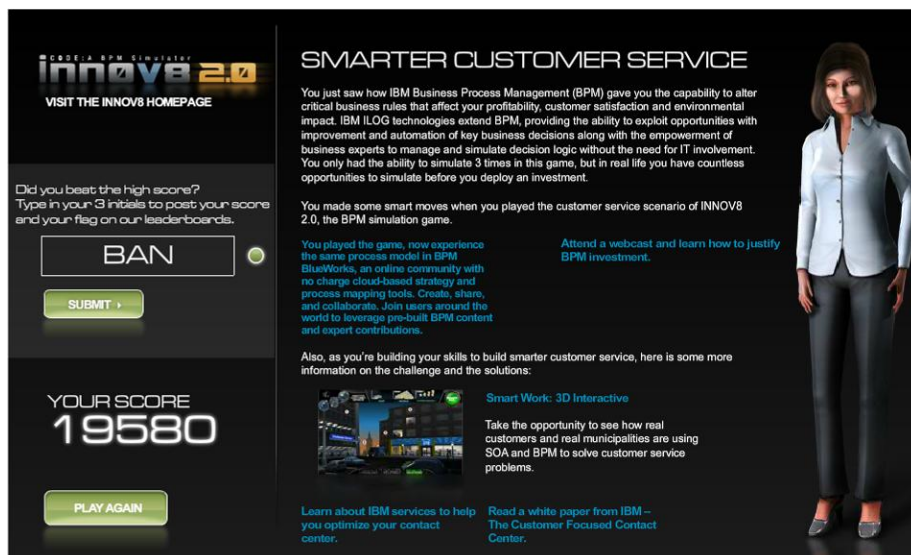 CODE:A BPM Simulator
innov8 2.0
VISIT THE INNOV8 HOMEPAGE
Did you beat the high score?
Type in your 3 initials to post your score
and your flag on our leaderboards.
BAN
SUBMIT ›
YOUR SCORE
19580
PLAY AGAIN
SMARTER CUSTOMER SERVICE
You just saw how IBM Business Process Management (BPM) gave you the capability to alter
critical business rules that affect your profitability, customer satisfaction and environmental
impact. IBM ILOG technologies extend BPM, providing the ability to exploit opportunities with
improvement and automation of key business decisions along with the empowerment of
business experts to manage and simulate decision logic without the need for IT involvement.
You only had the ability to simulate 3 times in this game, but in real life you have countless
opportunities to simulate before you deploy an investment.
You made some smart moves when you played the customer service scenario of INNOV8
2.0, the BPM simulation game.
You played the game, now experience
the same process model in BPM
BlueWorks, an online community with
no charge cloud-based strategy and
process mapping tools. Create, share,
and collaborate. Join users around the
world to leverage pre-built BPM content
and expert contributions.
Attend a webcast and learn how to justify
BPM investment.
Also, as you're building your skills to build smarter customer service, here is some more
information on the challenge and the solutions:
Smart Work: 3D Interactive
Take the opportunity to see how real
customers and real municipalities are using
SOA and BPM to solve customer service
problems.
Learn about IBM services to help
you optimize your contact
center.
Read a white paper from IBM –
The Customer Focused Contact
Center.